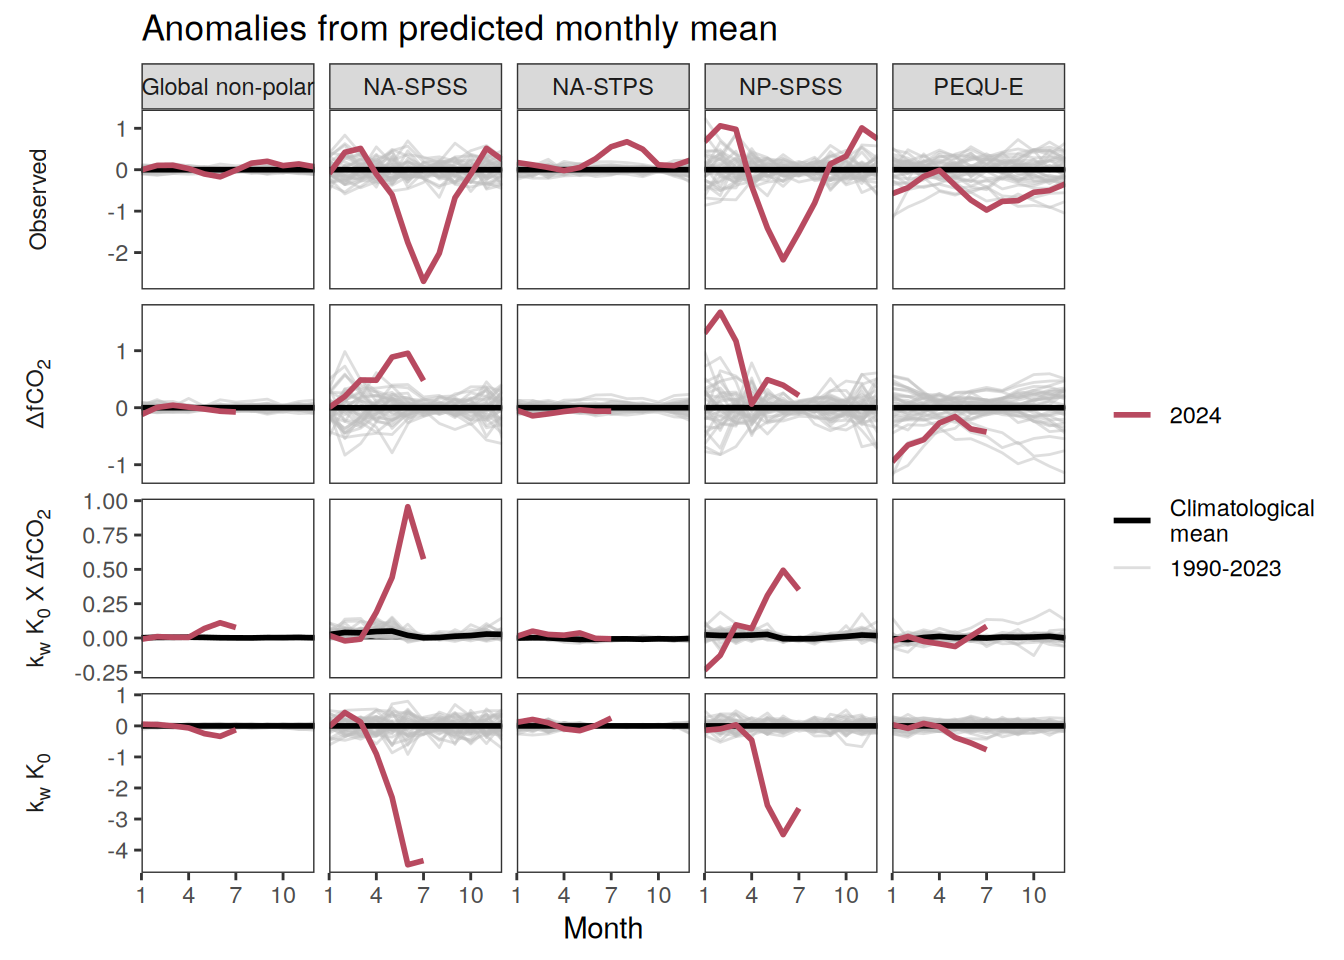 Anomalies from predicted monthly mean
Global non-polar NA-SPSS NA-STPS NP-SPSS PEQU-E
Observed
1
0
-1
-2
ΔfCO₂
1
0
-1
k_w K₀ X ΔfCO₂
1.00
0.75
0.50
0.25
0.00
-0.25
k_w K₀
1
0
-1
-2
-3
-4
1 4 7 10 1 4 7 10 1 4 7 10 1 4 7 10 1 4 7 10
Month
2024
Climatological
mean
1990-2023